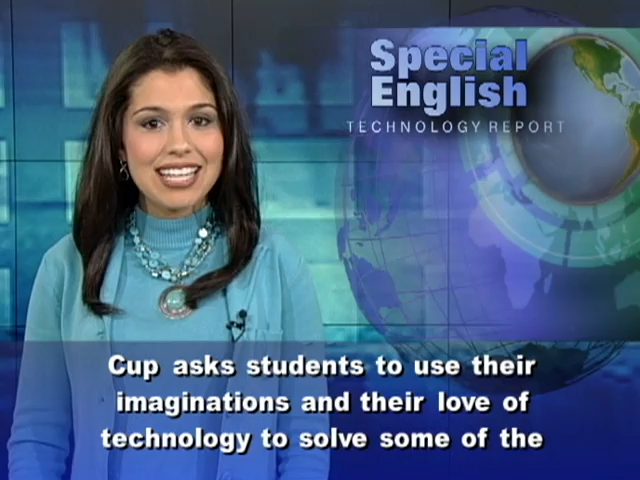 Special
English
TECHNOLOGY REPORT
Cup asks students to use their
imaginations and their love of
technology to solve some of the